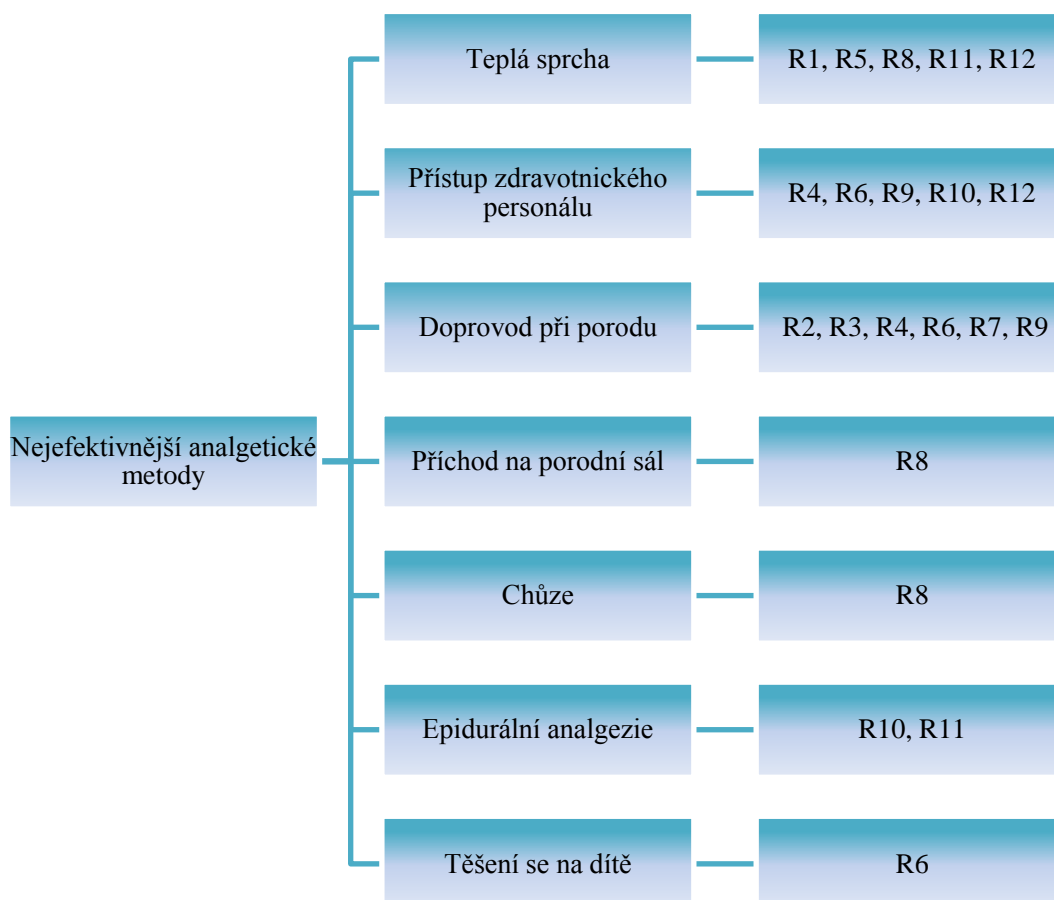 Teplá sprcha
R1, R5, R8, R11, R12
Přístup zdravotnického
personálu
R4, R6, R9, R10, R12
Doprovod při porodu
R2, R3, R4, R6, R7, R9
Nejefektivnější analgetické
metody
Příchod na porodní sál
R8
Chůze
R8
Epidurální analgezie
R10, R11
Těšení se na dítě
R6